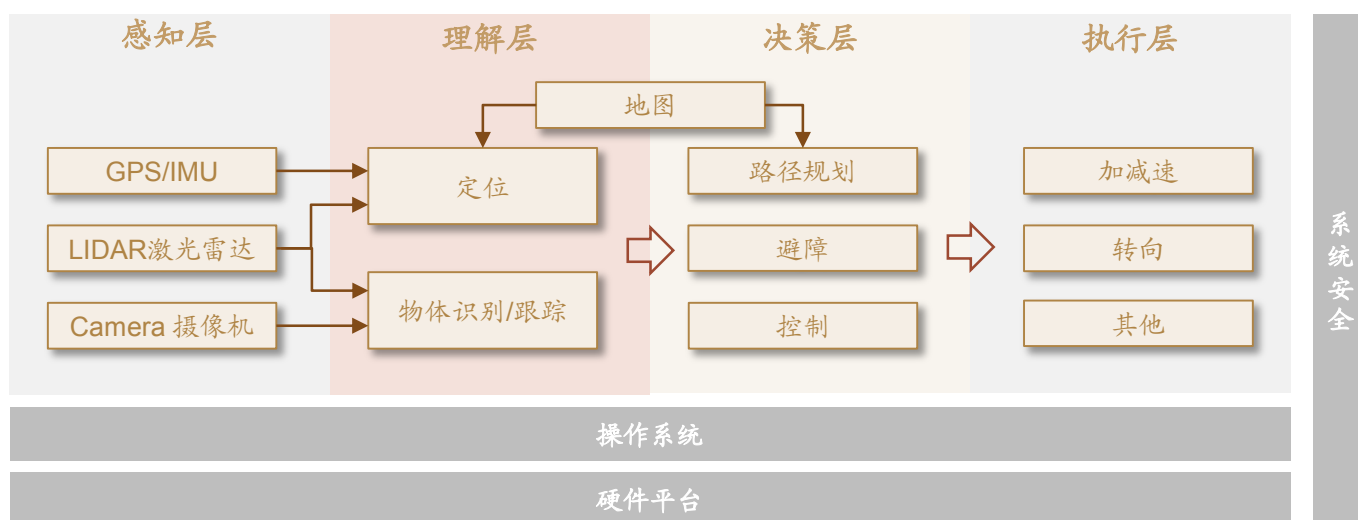 感知层
理解层
决策层
执行层
地图
GPS/IMU
定位
路径规划
加减速
LIDAR激光雷达
避障
转向
物体识别/跟踪
Camera 摄像机
控制
其他
系统安全
操作系统
硬件平台